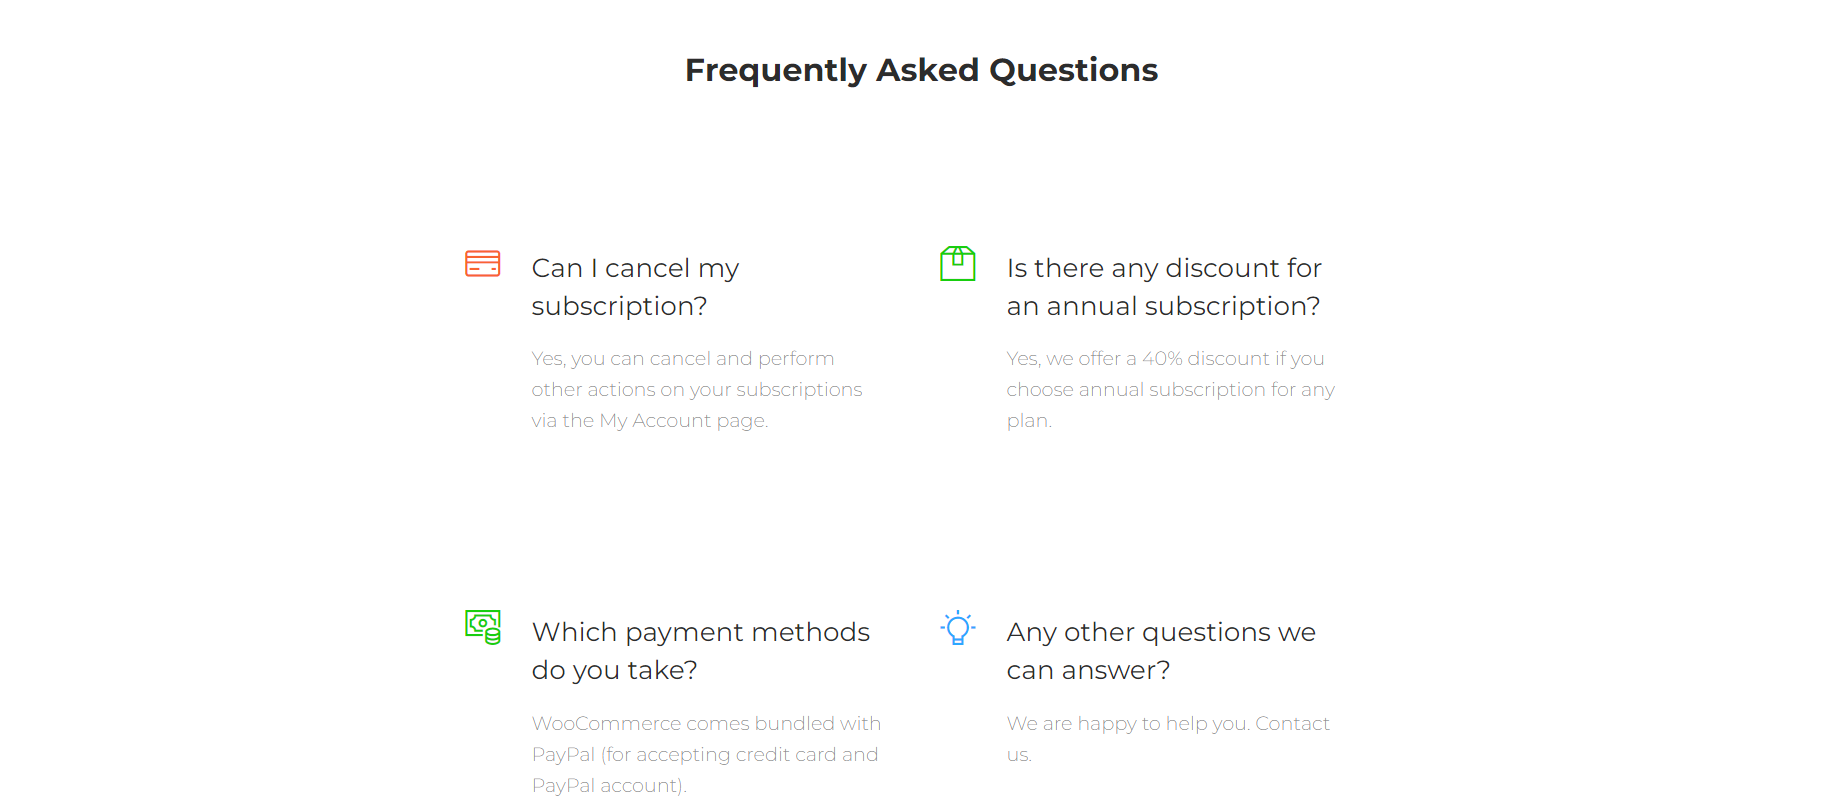 Frequently Asked Questions
Can I cancel my
subscription?
Yes, you can cancel and perform
other actions on your subscriptions
via the My Account page.
Is there any discount for
an annual subscription?
Yes, we offer a 40% discount if you
choose annual subscription for any
plan.
Which payment methods
do you take?
WooCommerce comes bundled with
PayPal (for accepting credit card and
PayPal account).
Any other questions we
can answer?
We are happy to help you. Contact
us.